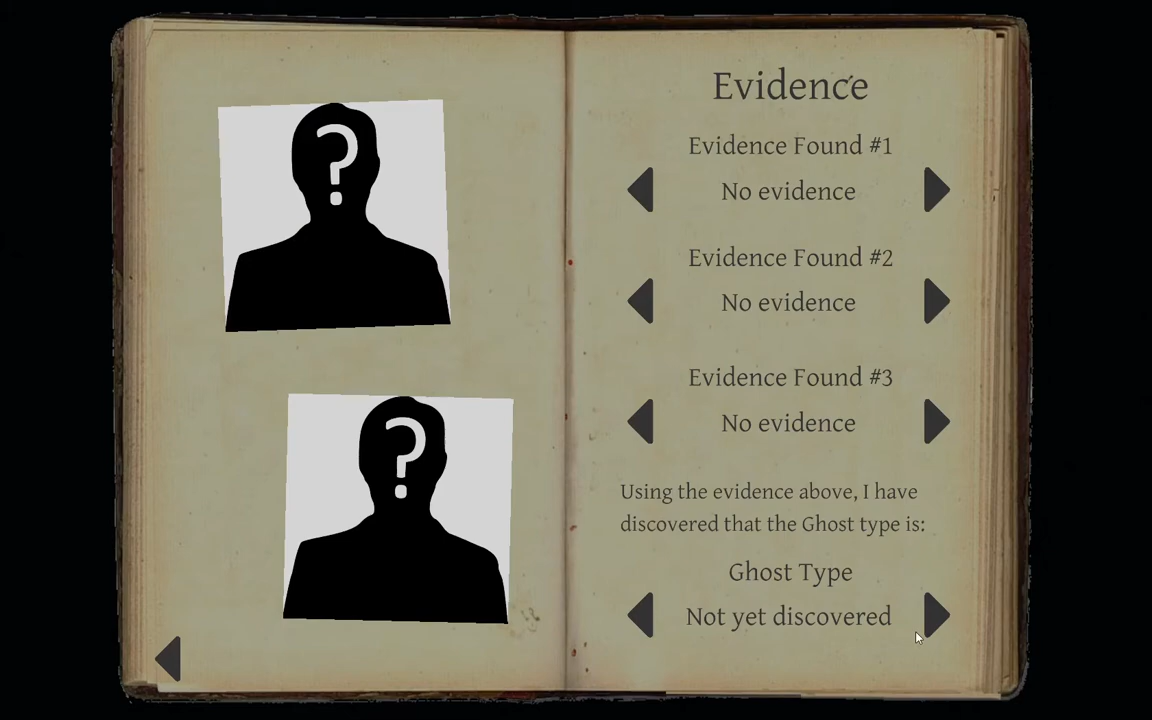 ?
?
Evidence
Evidence Found #1
No evidence
Evidence Found #2
No evidence
Evidence Found #3
No evidence
Using the evidence above, I have
discovered that the Ghost type is:
Ghost Type
Not yet discovered